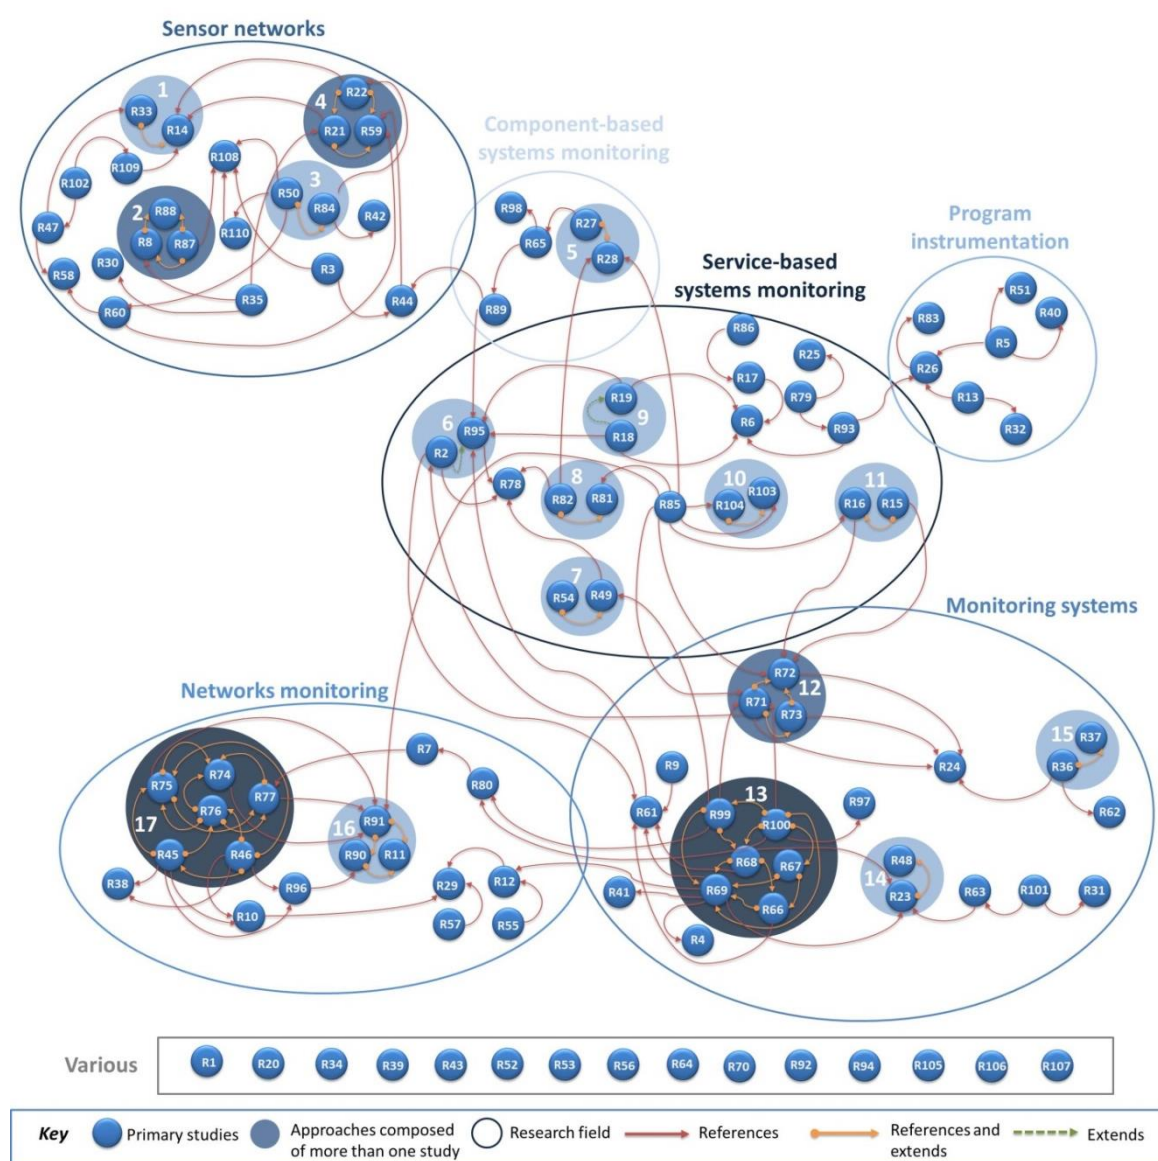 Sensor networks
1
R33
R14
4
R22
R21
R59
Component-based
systems monitoring
R102
R109
R108
R50
3
R84
R42
2
R88
R8
R87
R110
R47
R58
R30
R3
R60
R35
R44
R98
R65
R27
5
R28
R89
Program
instrumentation
R51
R83
R40
R5
R26
R13
R32
Service-based
systems monitoring
R86
R25
R17
R79
R19
9
R18
R6
R93
6
R95
R2
R78
8
R82
R81
R85
10
R104
R103
11
R16
R15
7
R54
R49
Monitoring systems
R72
R71
12
R73
15
R37
R36
R24
R62
R9
R61
R97
13
R99
R100
R68
R67
R69
R66
R41
R4
14
R48
R23
R63
R101
R31
Networks monitoring
R7
R80
R75
R74
R77
R76
17
R45
R46
16
R91
R90
R11
R38
R96
R10
R29
R12
R57
R55
Various
R1
R20
R34
R39
R43
R52
R53
R56
R64
R70
R92
R94
R105
R106
R107
Key
Primary studies
Approaches composed
of more than one study
Research field
References
References and
extends
Extends